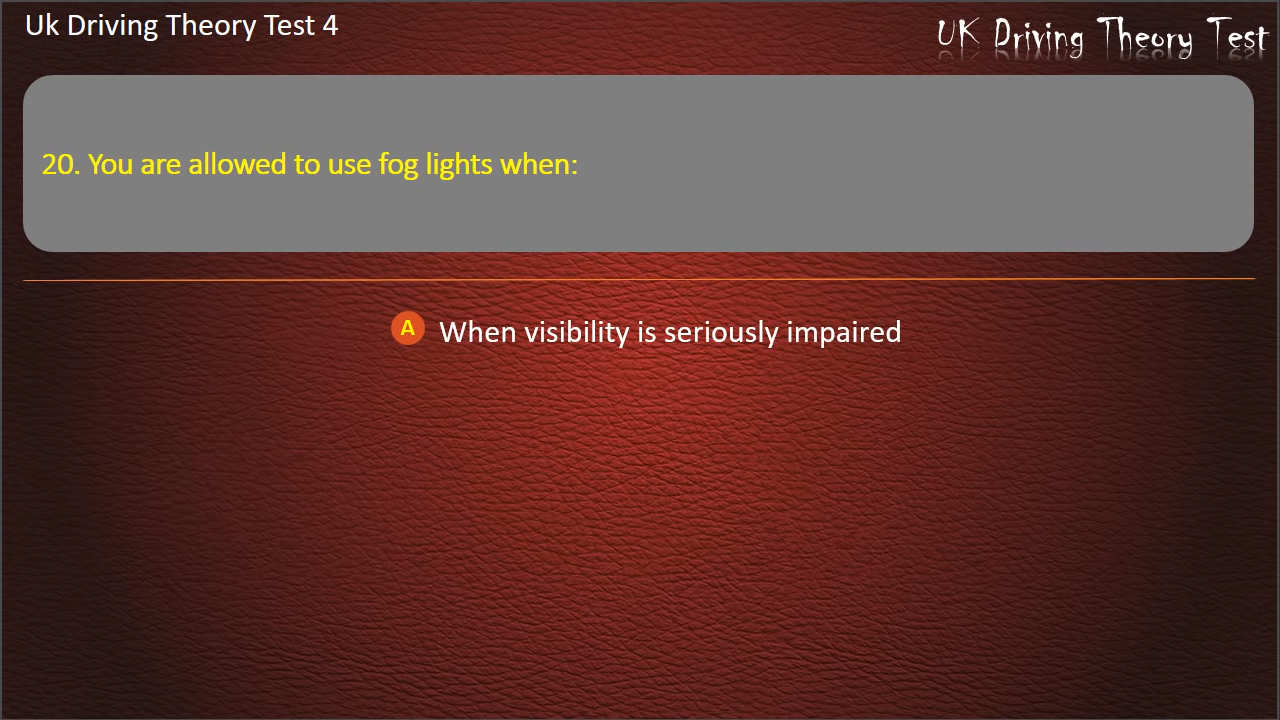 Uk Driving Theory Test 4
UK Driving Theory Test
20. You are allowed to use fog lights when:
A When visibility is seriously impaired